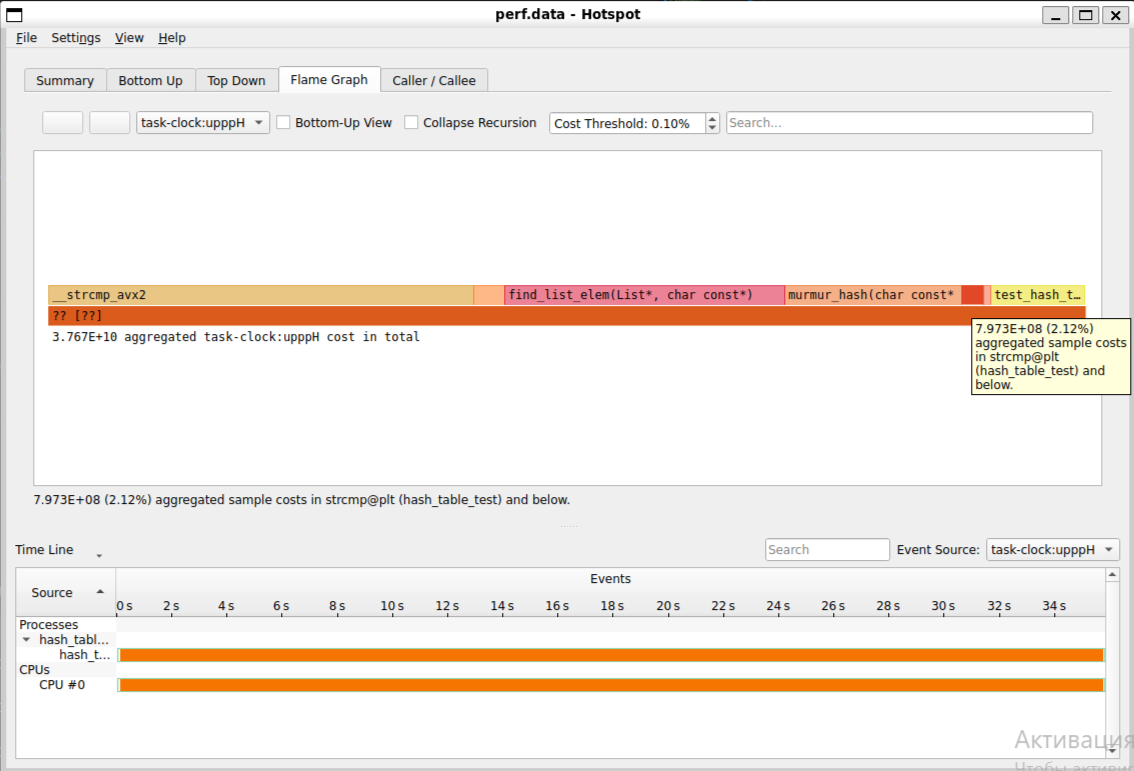 perf.data - Hotspot
File Settings View Help
Summary Bottom Up Top Down Flame Graph Caller / Callee
task-clock:upppH Bottom-Up View Collapse Recursion Cost Threshold: 0.10% Search...
__strcmp_avx2 find_list_elem(List*, char const*) murmur_hash(char const* test_hash_t…
?? [??]
3.767E+10 aggregated task-clock:upppH cost in total
7.973E+08 (2.12%)
aggregated sample costs
in strcmp@plt
(hash_table_test) and
below.
7.973E+08 (2.12%) aggregated sample costs in strcmp@plt (hash_table_test) and below.
Time Line Search Event Source: task-clock:upppH
Source Events
0 s 2 s 4 s 6 s 8 s 10 s 12 s 14 s 16 s 18 s 20 s 22 s 24 s 26 s 28 s 30 s 32 s 34 s
Processes
hash_tabl...
hash_t...
CPUs
CPU #0
Активация
Чтобы